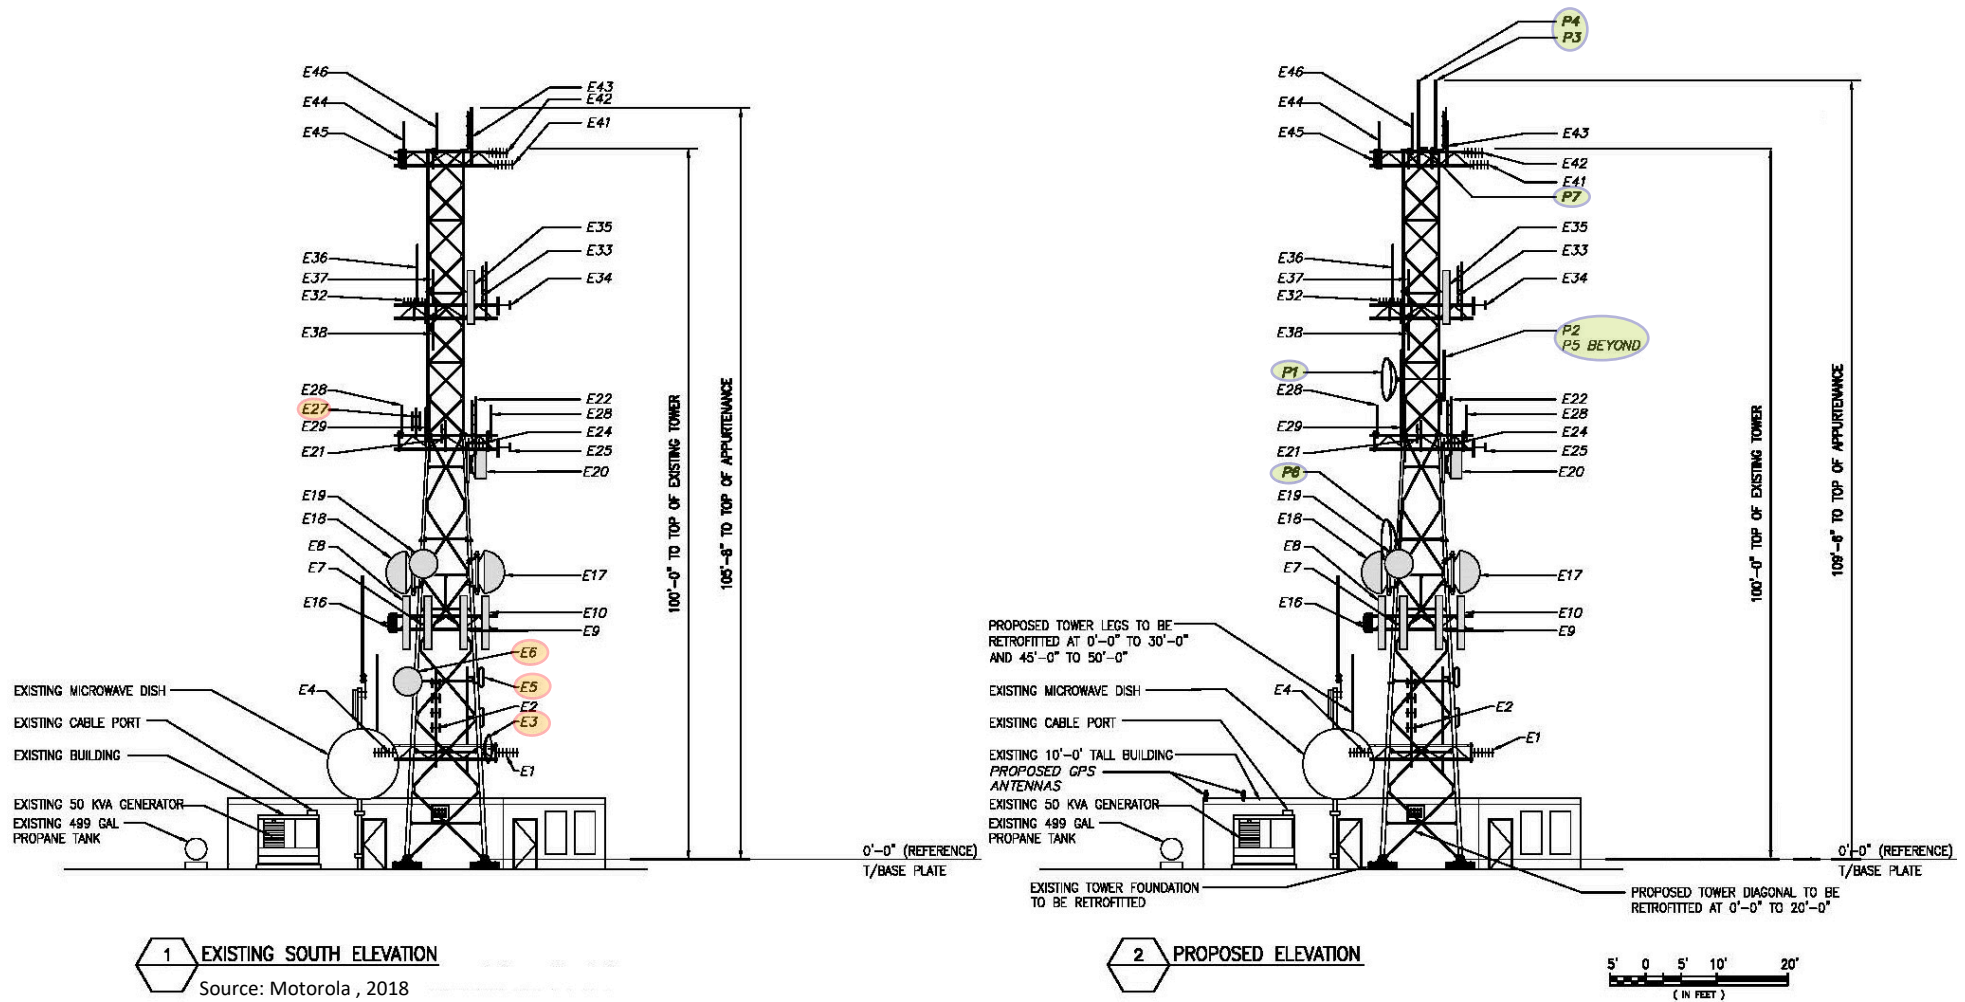 E46
E44
E45
E43
E42
E41
E36
E37
E32
E38
E35
E33
E34
E28
E27
E29
E21
E22
E28
E24
E25
E20
E19
E18
E8
E7
E16
E17
E10
E9
E6
E5
E2
E3
E4
E1
100'-0" TO TOP OF EXISTING TOWER
105'-8" TO TOP OF APPURTENANCE
EXISTING MICROWAVE DISH
EXISTING CABLE PORT
EXISTING BUILDING
EXISTING 50 KVA GENERATOR
EXISTING 499 GAL
PROPANE TANK
0'-0" (REFERENCE)
T/BASE PLATE
1 EXISTING SOUTH ELEVATION
Source: Motorola , 2018
P4
P3
E46
E44
E45
E43
E42
E41
P7
E36
E37
E32
E38
E35
E33
E34
P2
P5 BEYOND
P1
E28
E29
E21
P6
E22
E28
E24
E25
E20
E19
E18
E8
E7
E16
E17
E10
E9
E4
E2
E1
100'-0" TOP OF EXISTING TOWER
109'-6" TO TOP OF APPURTENANCE
PROPOSED TOWER LEGS TO BE
RETROFITTED AT 0'-0" TO 30'-0"
AND 45'-0" TO 50'-0"
EXISTING MICROWAVE DISH
EXISTING CABLE PORT
EXISTING 10'-0' TALL BUILDING
PROPOSED GPS
ANTENNAS
EXISTING 50 KVA GENERATOR
EXISTING 499 GAL
PROPANE TANK
EXISTING TOWER FOUNDATION
TO BE RETROFITTED
0'-0" (REFERENCE)
T/BASE PLATE
PROPOSED TOWER DIAGONAL TO BE
RETROFITTED AT 0'-0" TO 20'-0"
2 PROPOSED ELEVATION
5' 0 5' 10' 20'
( IN FEET )